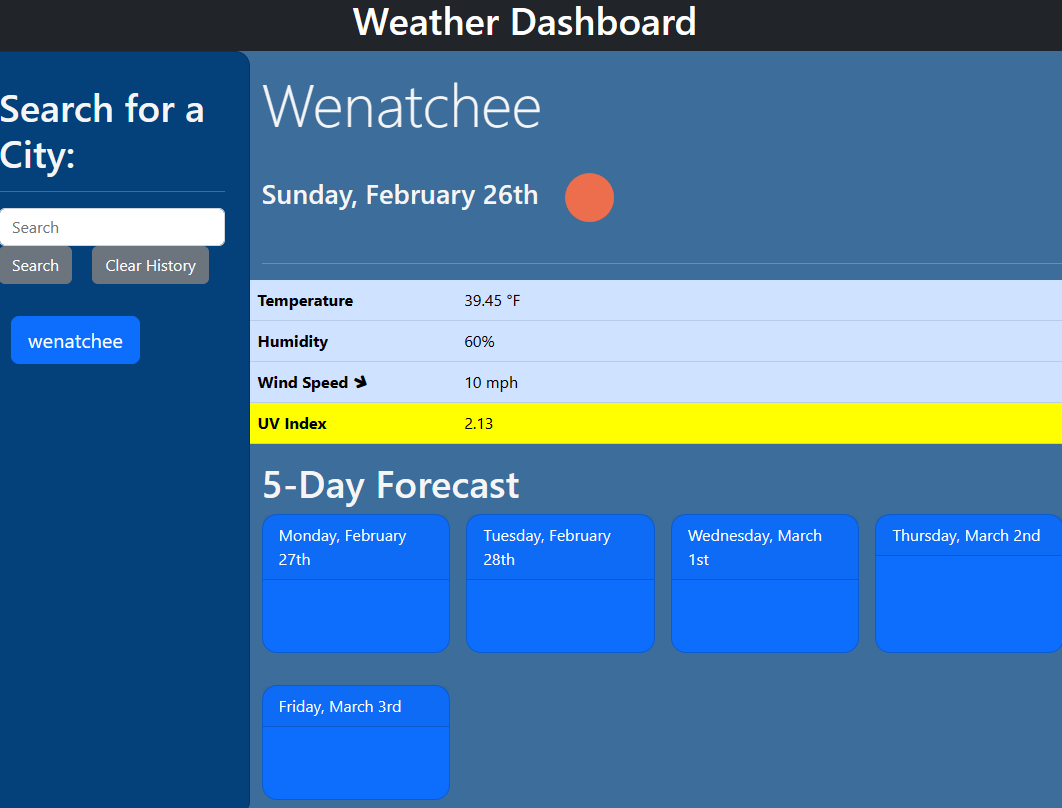 Weather Dashboard
Search for a
City:
Search
Search
Clear History
wenatchee
Wenatchee
Sunday, February 26th
Temperature 39.45 °F
Humidity 60%
Wind Speed 10 mph
UV Index 2.13
5-Day Forecast
Monday, February
27th
Tuesday, February
28th
Wednesday, March
1st
Thursday, March 2nd
Friday, March 3rd